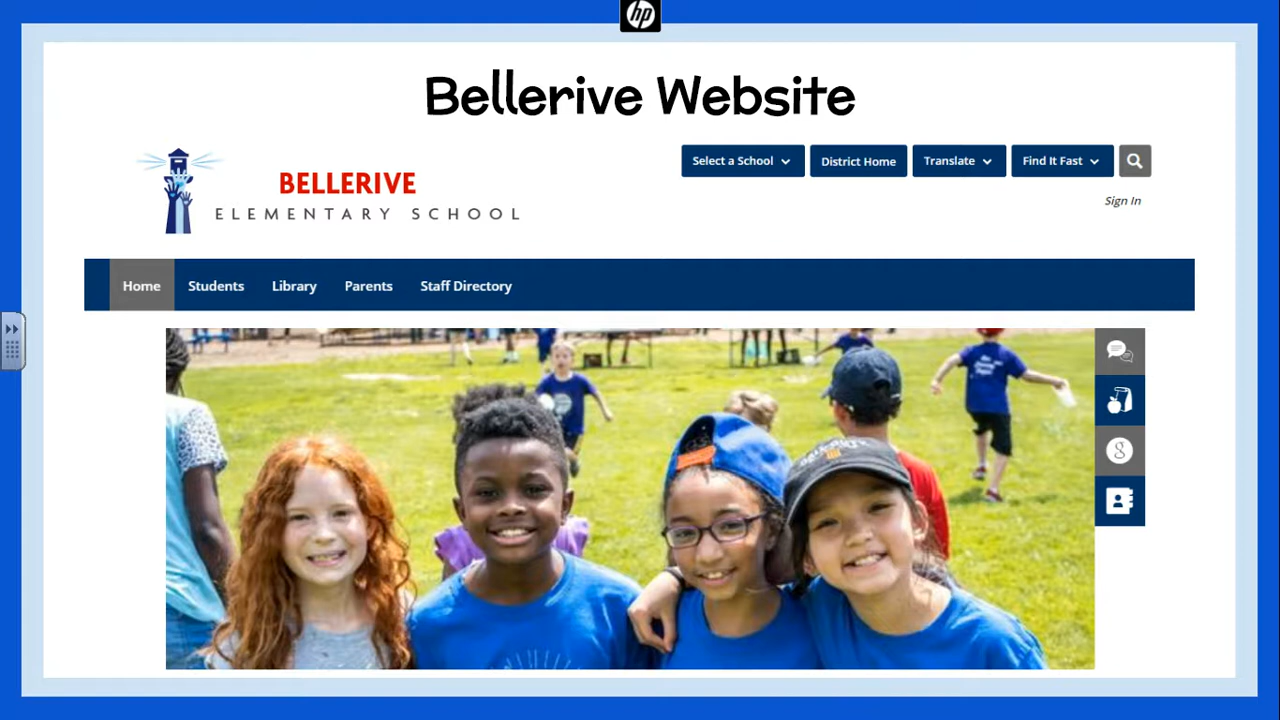 hp
Bellerive Website
Select a School
District Home
Translate
Find It Fast
BELLERIVE
ELEMENTARY SCHOOL
Sign In
Home
Students
Library
Parents
Staff Directory
g